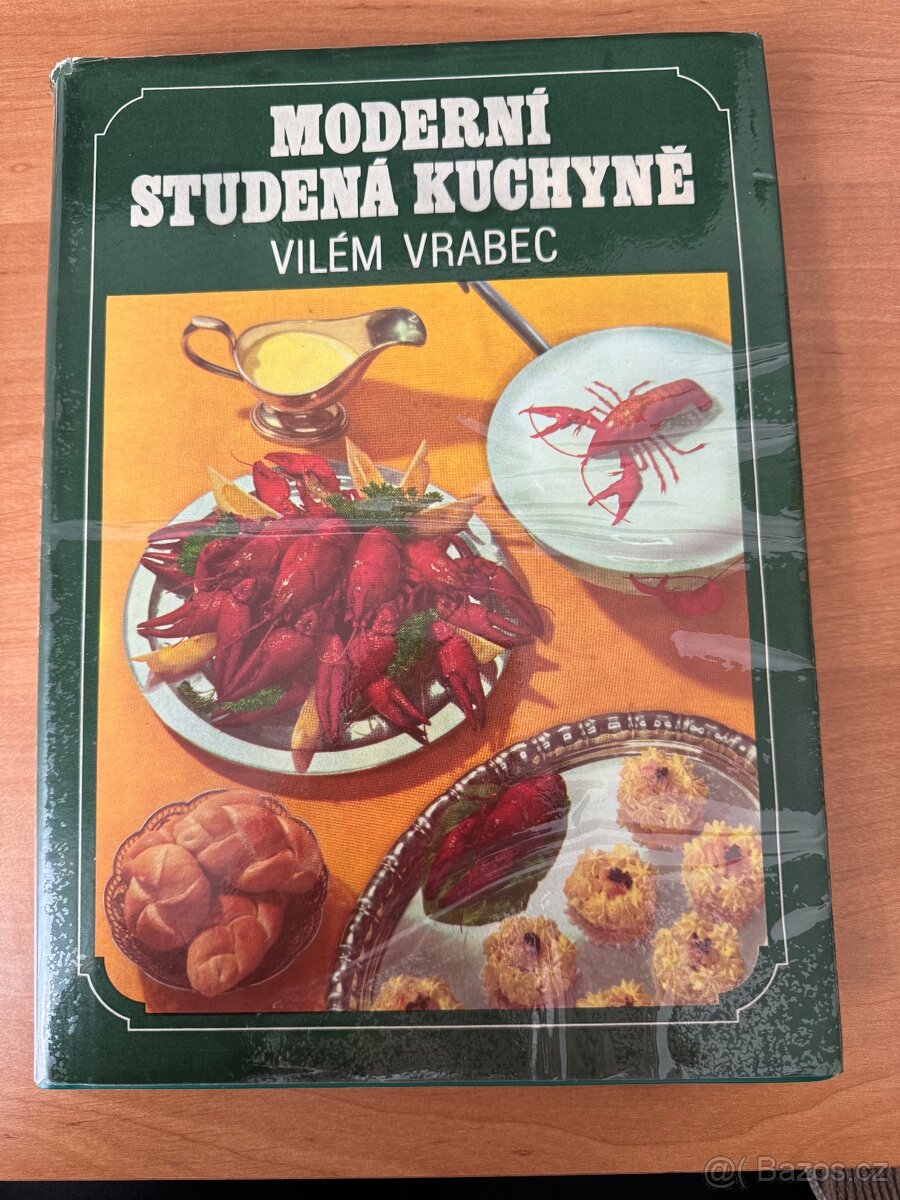 MODERNÍ
STUDENÁ KUCHYNĚ
VILÉM VRABEC
@( Bazos.cz